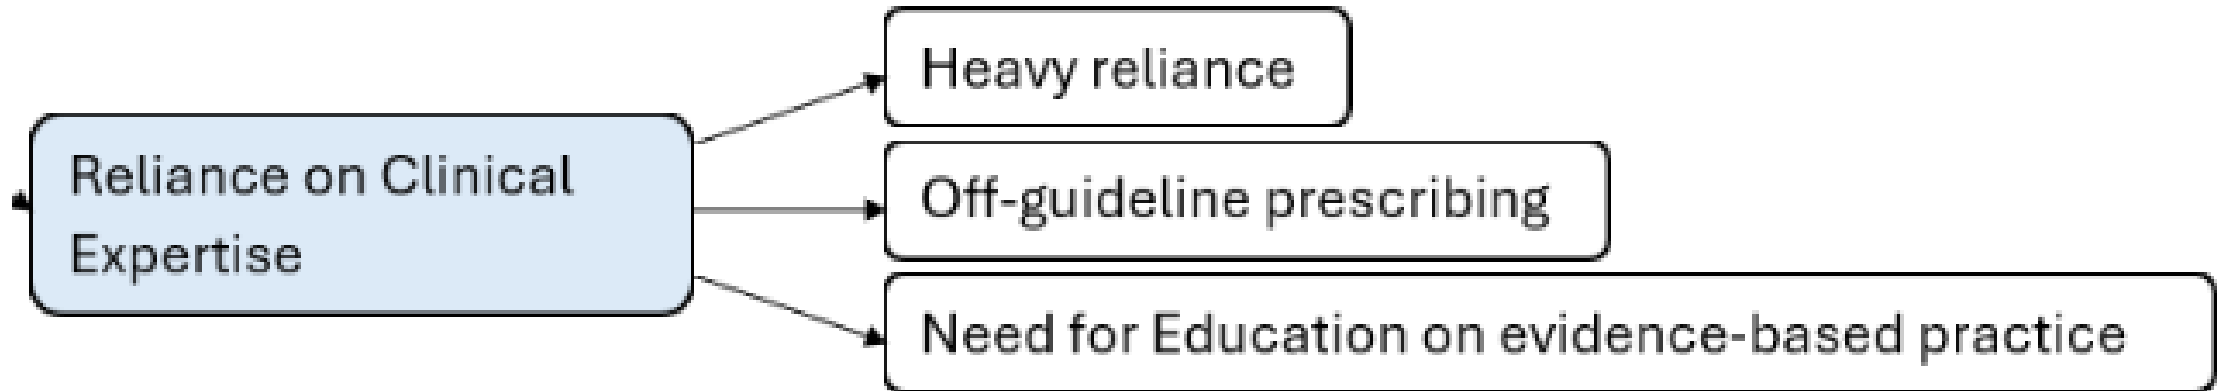 Reliance on Clinical
Expertise
Heavy reliance
Off-guideline prescribing
Need for Education on evidence-based practice